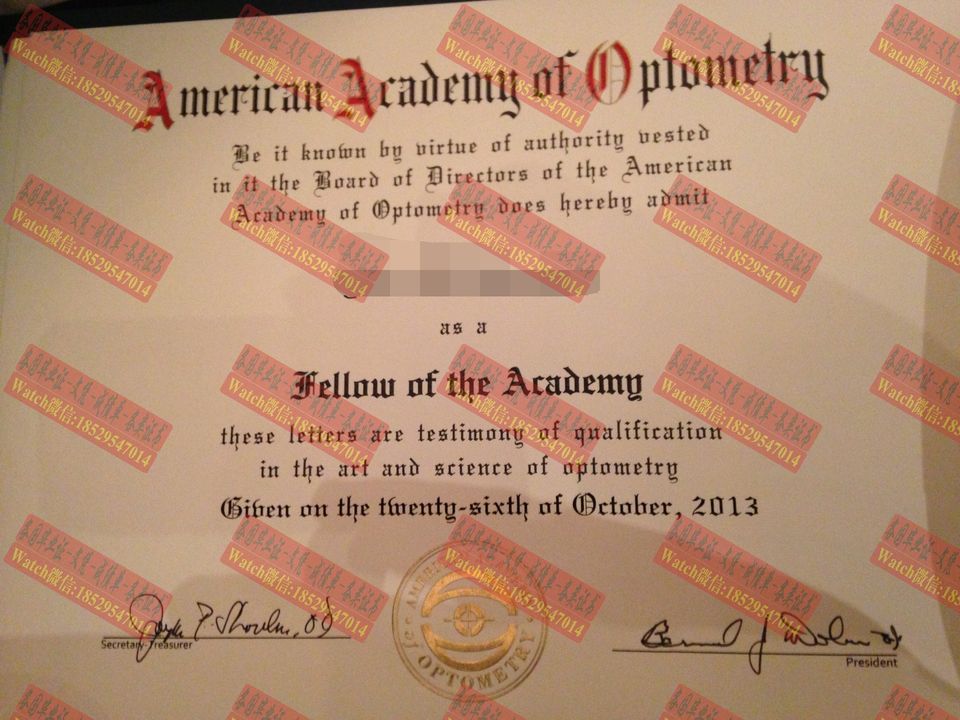 American Academy of Optometry
Be it known by virtue of authority vested
in it the Board of Directors of the American
Academy of Optometry does hereby admit
as a
Fellow of the Academy
these letters are testimony of qualification
in the art and science of optometry
Given on the twenty-sixth of October, 2013
OPTOMETRY
Secretary-Treasurer
President
Watch微信:18529547014